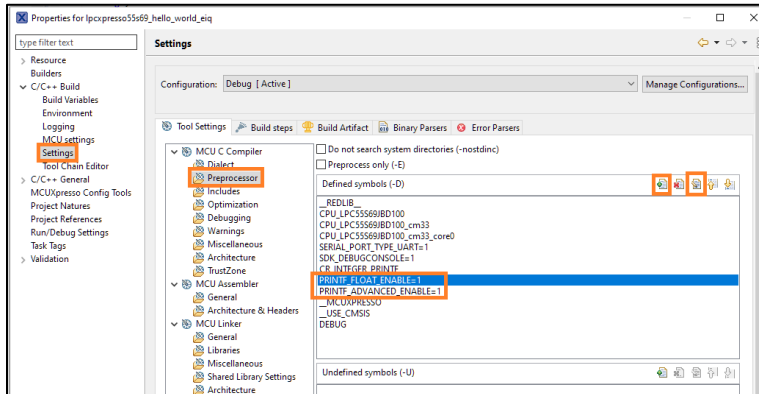 Properties for lpcxpresso55s69_hello_world_eiq
type filter text
Settings
Resource
Builders
C/C++ Build
Build Variables
Environment
Logging
MCU settings
Settings
Tool Chain Editor
C/C++ General
MCUXpresso Config Tools
Project Natures
Project References
Run/Debug Settings
Task Tags
Validation
Configuration: Debug [ Active ]
Manage Configurations...
Tool Settings Build steps Build Artifact Binary Parsers Error Parsers
MCU C Compiler
Dialect
Preprocessor
Includes
Optimization
Debugging
Warnings
Miscellaneous
Architecture
TrustZone
MCU Assembler
General
Architecture & Headers
MCU Linker
General
Libraries
Miscellaneous
Shared Library Settings
Architecture
Do not search system directories (-nostdinc)
Preprocess only (-E)
Defined symbols (-D)
__REDLIB__
CPU_LPC55S69JBD100
CPU_LPC55S69JBD100_cm33
CPU_LPC55S69JBD100_cm33_core0
SERIAL_PORT_TYPE_UART=1
SDK_DEBUGCONSOLE=1
CR_INTEGER_PRINTF
PRINTF_FLOAT_ENABLE=1
PRINTF_ADVANCED_ENABLE=1
__MCUXPRESSO
__USE_CMSIS
DEBUG
Undefined symbols (-U)